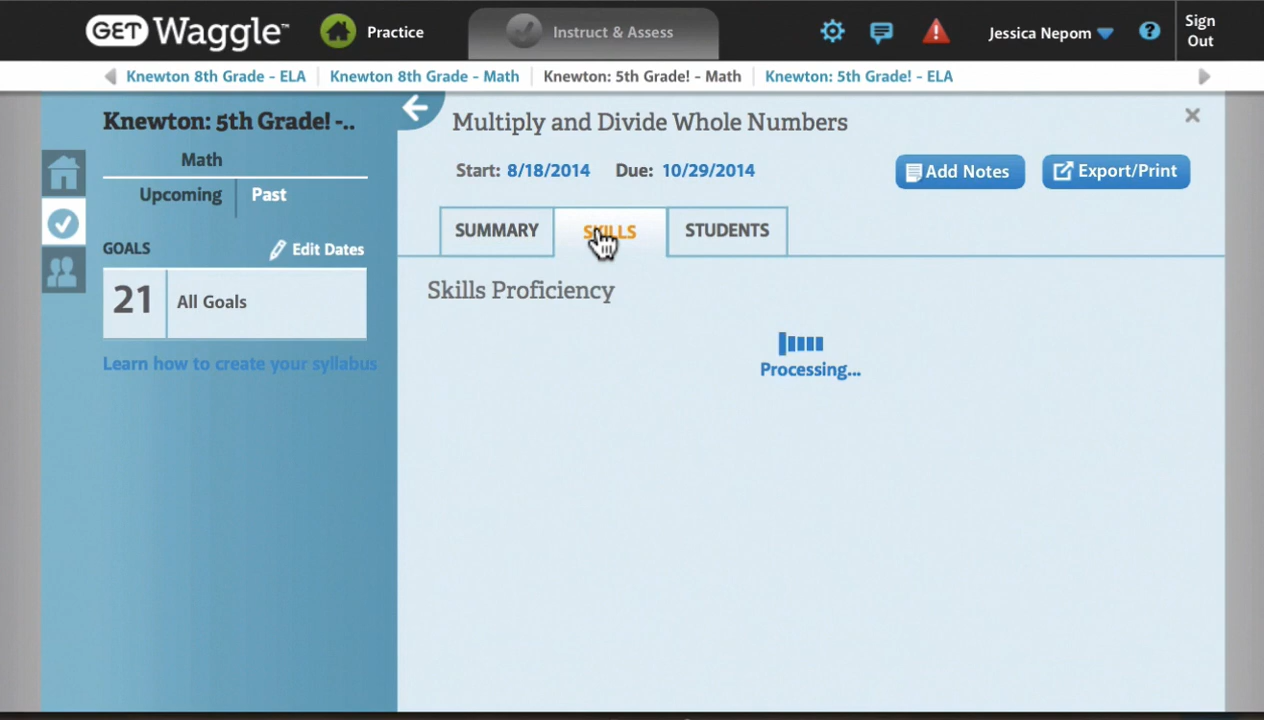 GET Waggle™ Practice Instruct & Assess Jessica Nepom ? Sign Out
Knewton 8th Grade - ELA Knewton 8th Grade - Math Knewton: 5th Grade! - Math Knewton: 5th Grade! - ELA
Knewton: 5th Grade! -..
Math
Upcoming Past
GOALS Edit Dates
21 All Goals
Learn how to create your syllabus
Multiply and Divide Whole Numbers
Start: 8/18/2014 Due: 10/29/2014 Add Notes Export/Print
SUMMARY SKILLS STUDENTS
Skills Proficiency
Processing...